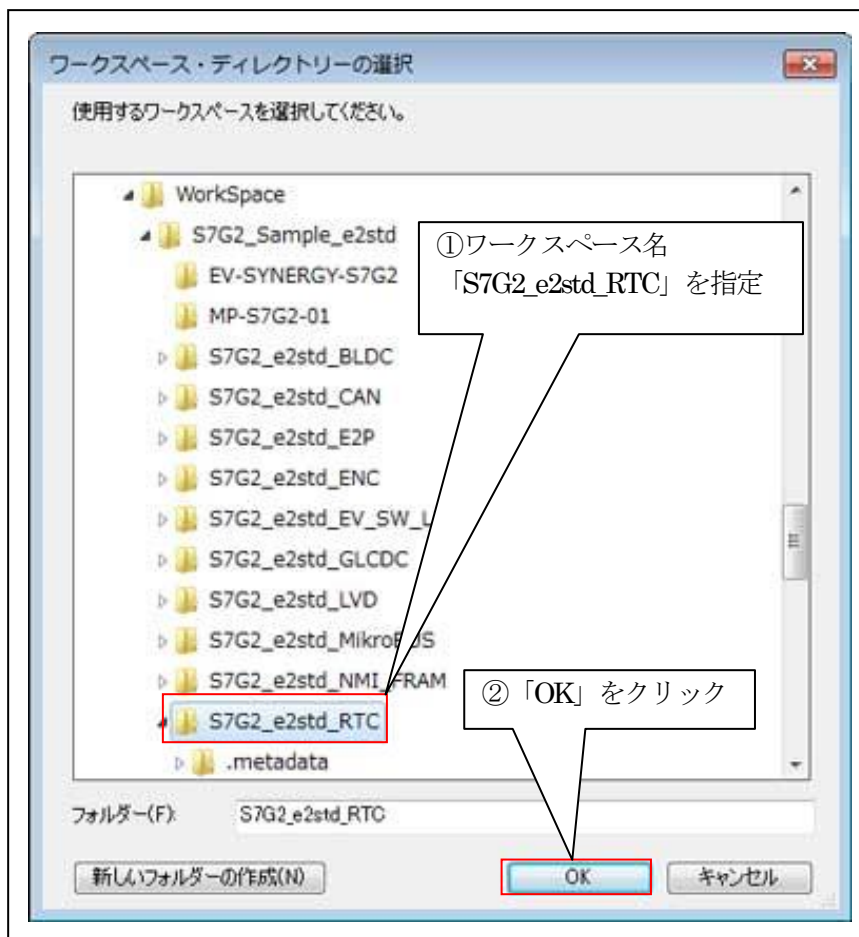 ワークスペース・ディレクトリーの選択
使用するワークスペースを選択してください。
WorkSpace
S7G2_Sample_e2std
EV-SYNERGY-S7G2
MP-S7G2-01
S7G2_e2std_BLDC
S7G2_e2std_CAN
S7G2_e2std_E2P
S7G2_e2std_ENC
S7G2_e2std_EV_SW_L
S7G2_e2std_GLCDC
S7G2_e2std_LVD
S7G2_e2std_MikroBUS
S7G2_e2std_NMI_FRAM
S7G2_e2std_RTC
.metadata
①ワークスペース名
「S7G2_e2std_RTC」を指定
②「OK」をクリック
フォルダー(F): S7G2_e2std_RTC
新しいフォルダーの作成(N) OK キャンセル